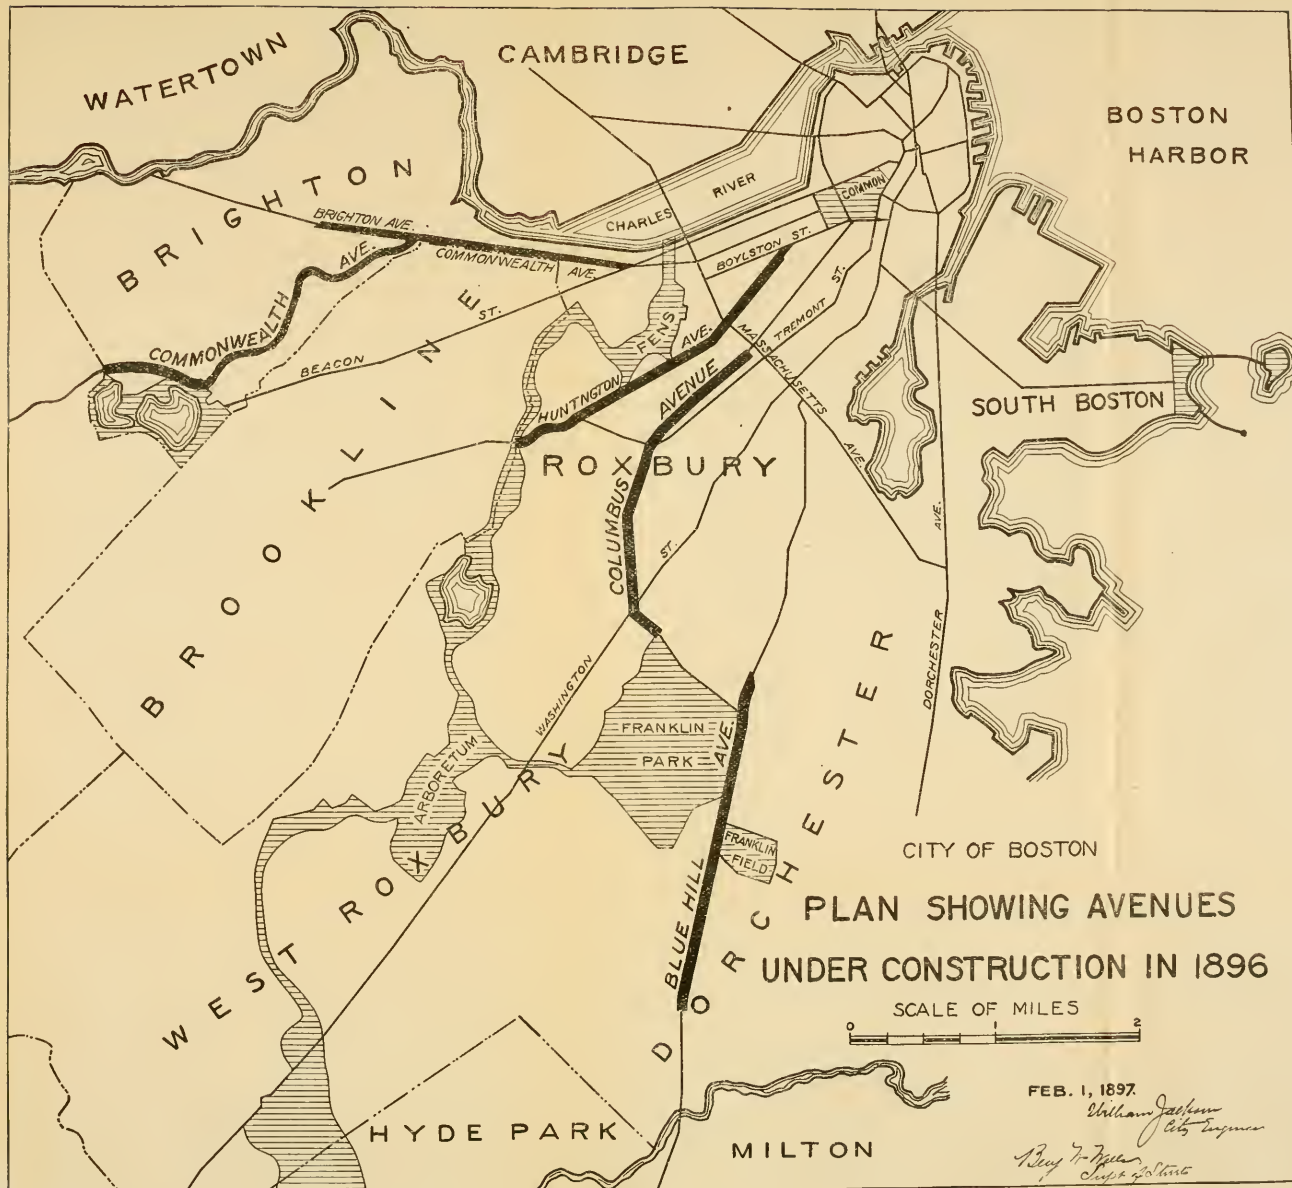 WATERTOWN
CAMBRIDGE
BOSTON
HARBOR
BRIGHTON
BRIGHTON AVE.
COMMONWEALTH AVE.
COMMONWEALTH AVE.
CHARLES RIVER
COMMON
BOYLSTON ST.
FENS
BEACON ST.
HUNTNGTON AVE.
TREMONT ST.
MASSACHUSETTS AVE.
COLUMBUS AVENUE
SOUTH BOSTON
BROOKLINE
ROXBURY
WASHINGTON ST.
DORCHESTER AVE.
FRANKLIN
PARK
ARBORETUM
WEST ROXBURY
BLUE HILL AVE.
FRANKLIN
FIELD
DORCHESTER
HYDE PARK
MILTON
CITY OF BOSTON
PLAN SHOWING AVENUES
UNDER CONSTRUCTION IN 1896
SCALE OF MILES
0 1 2
FEB. 1, 1897.
William Jackson
City Engineer
Benj. W. Wells
Supt of Streets